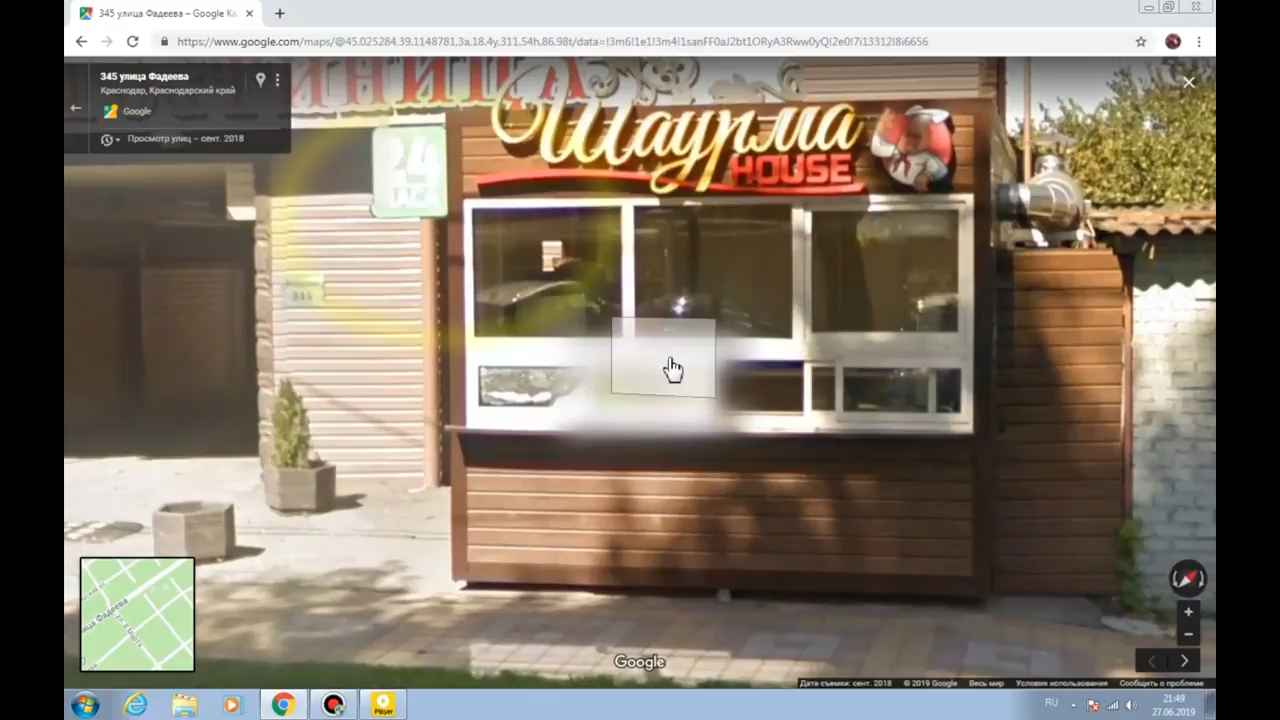 345 улица Фадеева – Google Ка
https://www.google.com/maps/@45.025284,39.1148781,3a,18.4y,311.54h,86.98t/data=!3m6!1e1!3m4!1sanFF0aJ2bt1ORyA3Rww0yQ!2e0!7i13312!8i6656
345 улица Фадеева
Краснодар, Краснодарский край
Google
Просмотр улиц – сент. 2018
24
ЧАСА
Шаурма
HOUSE
345
улица Фадеева
Google
Дата съемки: сент. 2018 © 2019 Google Весь мир Условия использования Сообщить о проблеме
Player
RU
21:49
27.06.2019